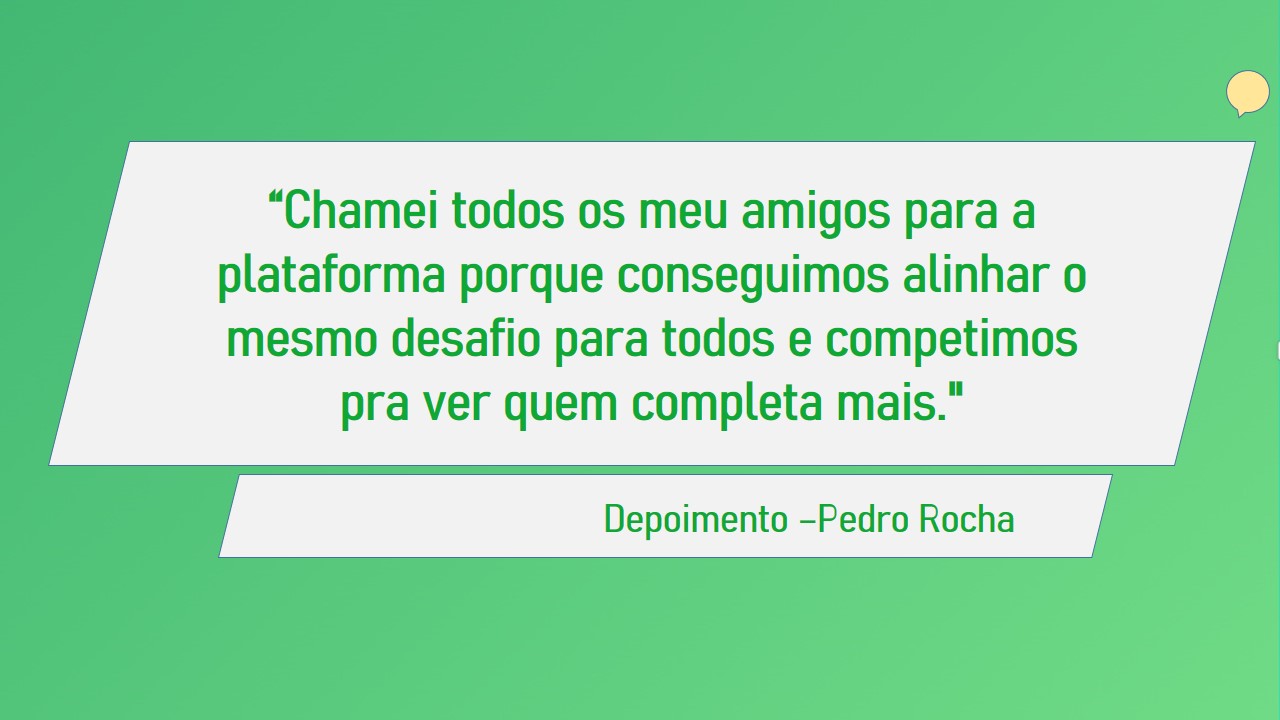 “Chamei todos os meu amigos para a
plataforma porque conseguimos alinhar o
mesmo desafio para todos e competimos
pra ver quem completa mais."
Depoimento –Pedro Rocha